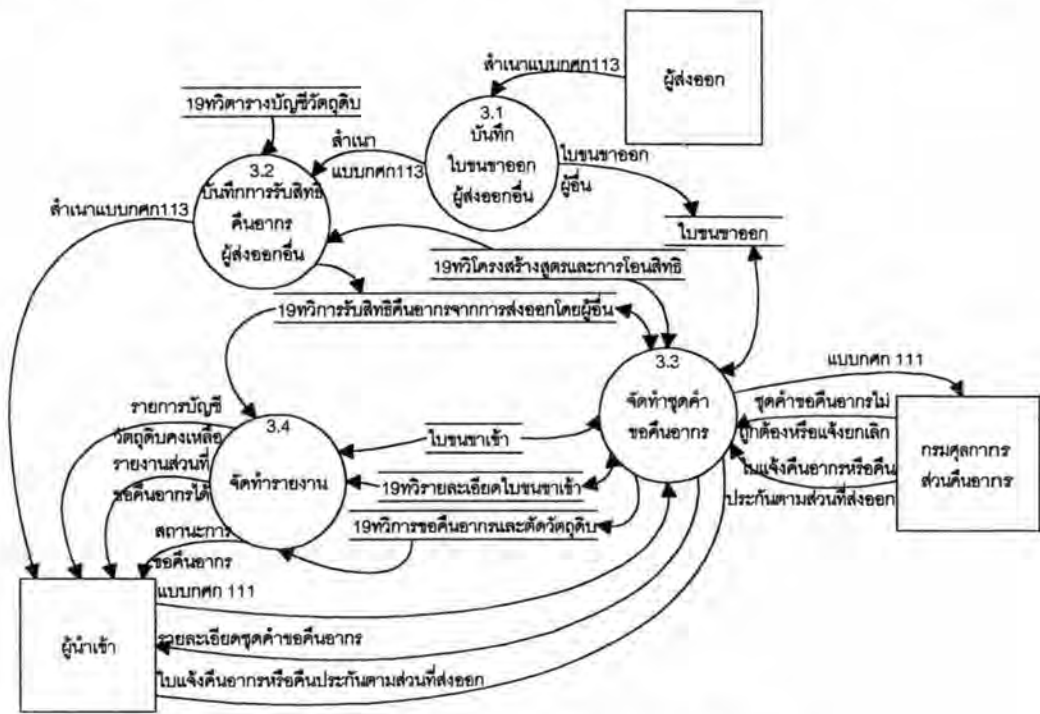 สำเนาแบบกศก113
ผู้ส่งออก
19ทวิตารางบัญชีวัตถุดิบ
3.1
บันทึก
ใบขนขาออก
ผู้ส่งออกอื่น
สำเนา
แบบกศก113
ใบขนขาออก
ผู้อื่น
3.2
บันทึกการรับสิทธิ
คืนอากร
ผู้ส่งออกอื่น
สำเนาแบบกศก113
ใบขนขาออก
19ทวิโครงสร้างสูตรและการโอนสิทธิ
19ทวิการรับสิทธิคืนอากรจากการส่งออกโดยผู้อื่น
3.3
จัดทำชุดคำ
ขอคืนอากร
แบบกศก 111
ชุดคำขอคืนอากรไม่
ถูกต้องหรือแจ้งยกเลิก
ใบแจ้งคืนอากรหรือคืน
ประกันตามส่วนที่ส่งออก
กรมศุลกากร
ส่วนคืนอากร
รายการบัญชี
วัตถุดิบคงเหลือ
รายงานส่วนที่
ขอคืนอากรได้
สถานะการ
ขอคืนอากร
3.4
จัดทำรายงาน
ใบขนขาเข้า
19ทวิรายละเอียดใบขนขาเข้า
19ทวิการขอคืนอากรและตัดวัตถุดิบ
แบบกศก 111
ผู้นำเข้า
รายละเอียดชุดคำขอคืนอากร
ใบแจ้งคืนอากรหรือคืนประกันตามส่วนที่ส่งออก